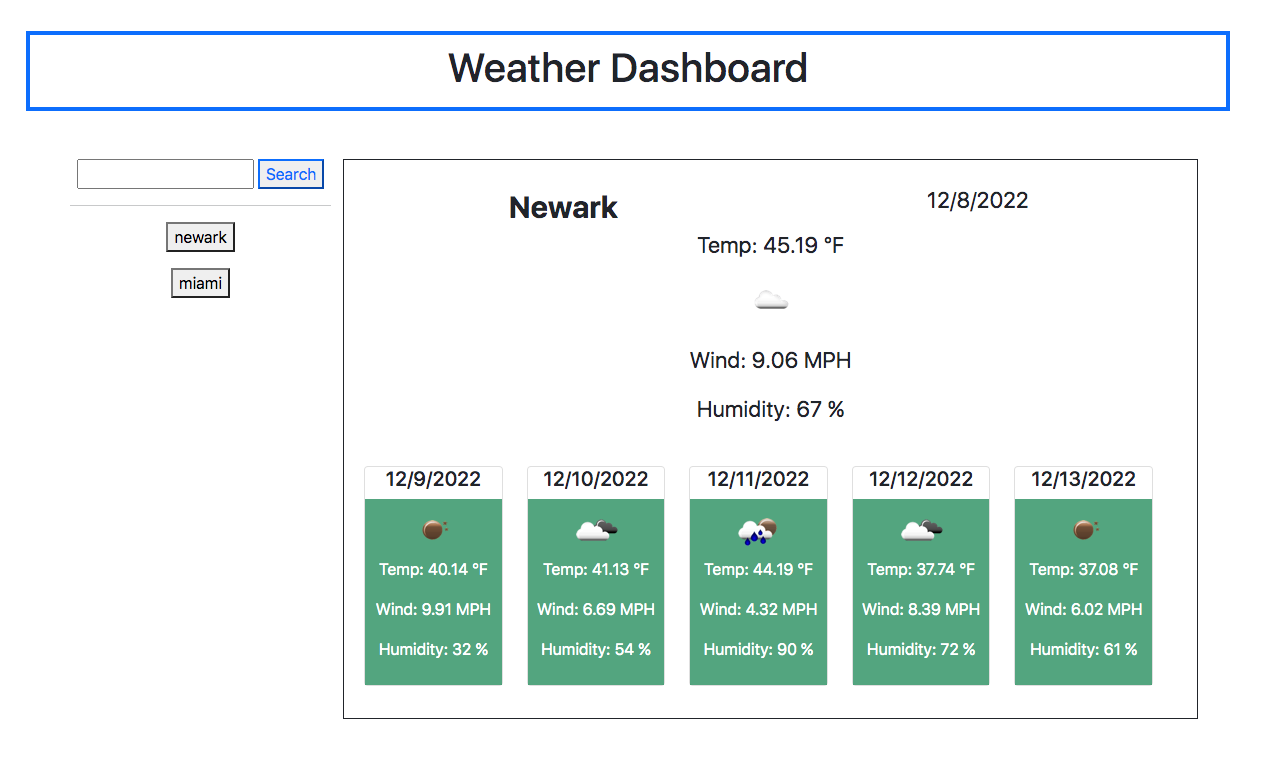 Weather Dashboard
Search
newark
miami
Newark
12/8/2022
Temp: 45.19 °F
Wind: 9.06 MPH
Humidity: 67 %
12/9/2022
Temp: 40.14 °F
Wind: 9.91 MPH
Humidity: 32 %
12/10/2022
Temp: 41.13 °F
Wind: 6.69 MPH
Humidity: 54 %
12/11/2022
Temp: 44.19 °F
Wind: 4.32 MPH
Humidity: 90 %
12/12/2022
Temp: 37.74 °F
Wind: 8.39 MPH
Humidity: 72 %
12/13/2022
Temp: 37.08 °F
Wind: 6.02 MPH
Humidity: 61 %